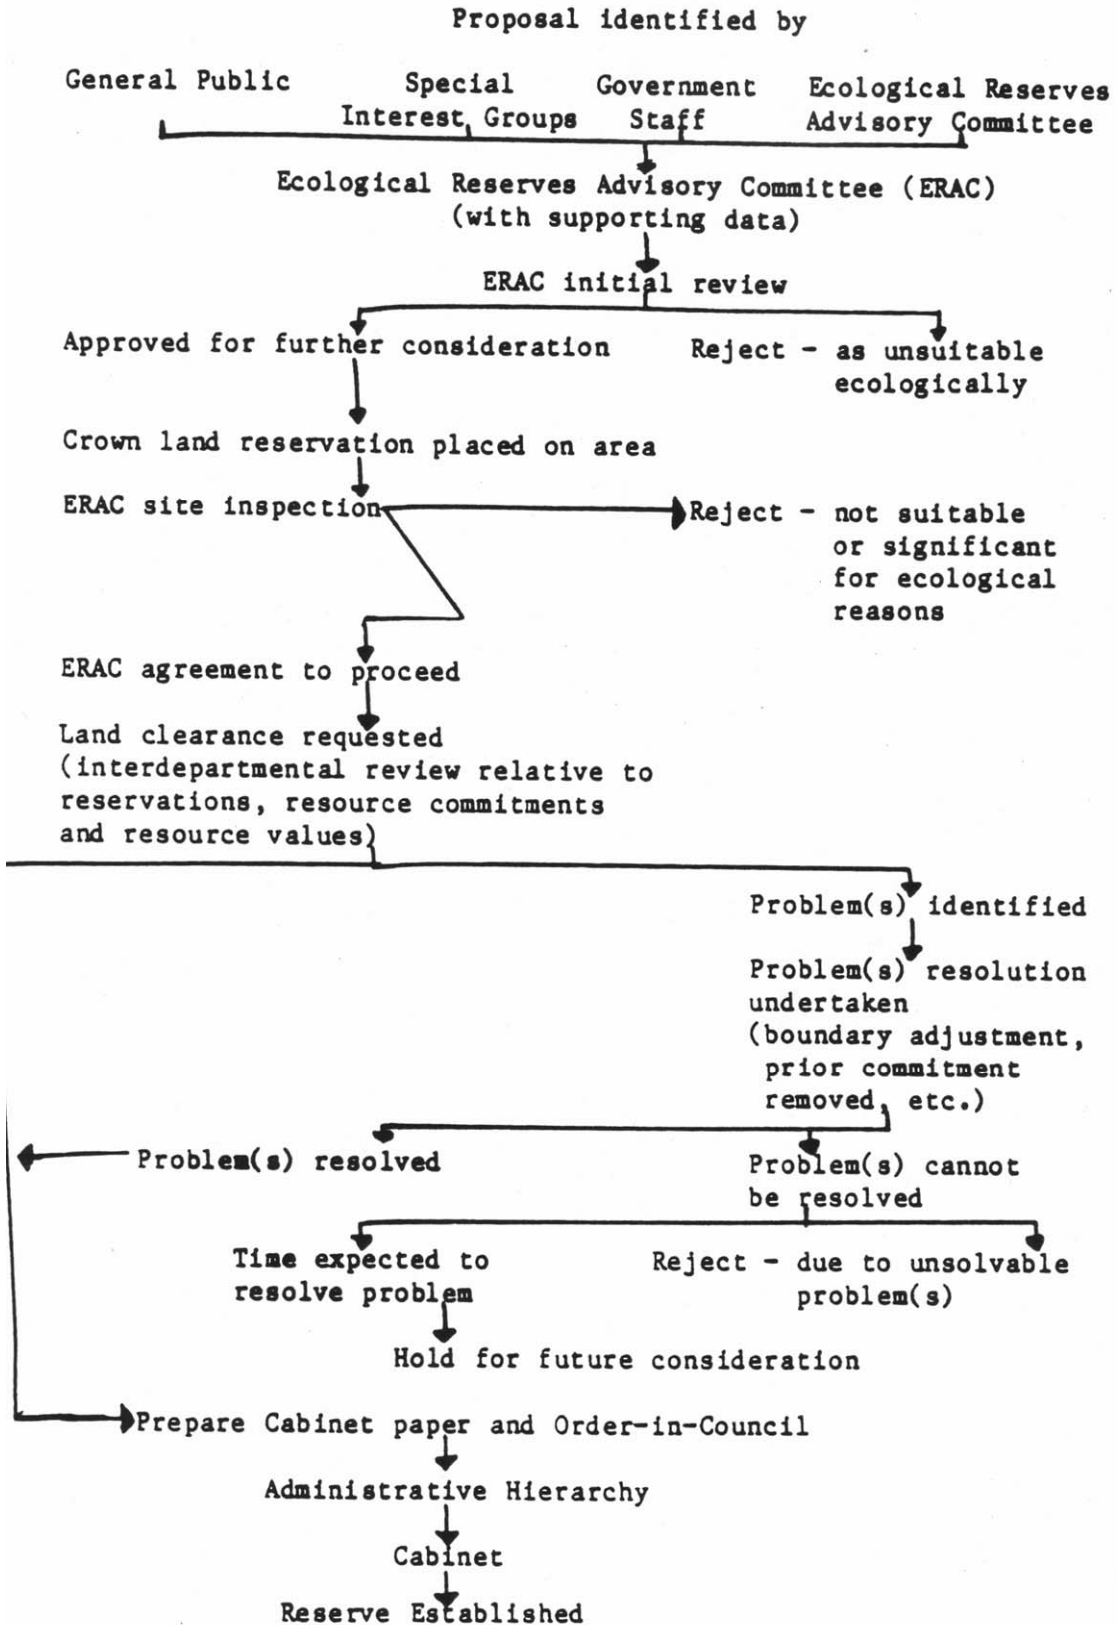 Proposal identified by
General Public
Special
Interest Groups
Government
Staff
Ecological Reserves
Advisory Committee
Ecological Reserves Advisory Committee (ERAC)
(with supporting data)
ERAC initial review
Approved for further consideration
Reject - as unsuitable
ecologically
Crown land reservation placed on area
ERAC site inspection
Reject - not suitable
or significant
for ecological
reasons
ERAC agreement to proceed
Land clearance requested
(interdepartmental review relative to
reservations, resource commitments
and resource values)
Problem(s) identified
Problem(s) resolution
undertaken
(boundary adjustment,
prior commitment
removed, etc.)
Problem(s) resolved
Problem(s) cannot
be resolved
Time expected to
resolve problem
Reject - due to unsolvable
problem(s)
Hold for future consideration
Prepare Cabinet paper and Order-in-Council
Administrative Hierarchy
Cabinet
Reserve Established